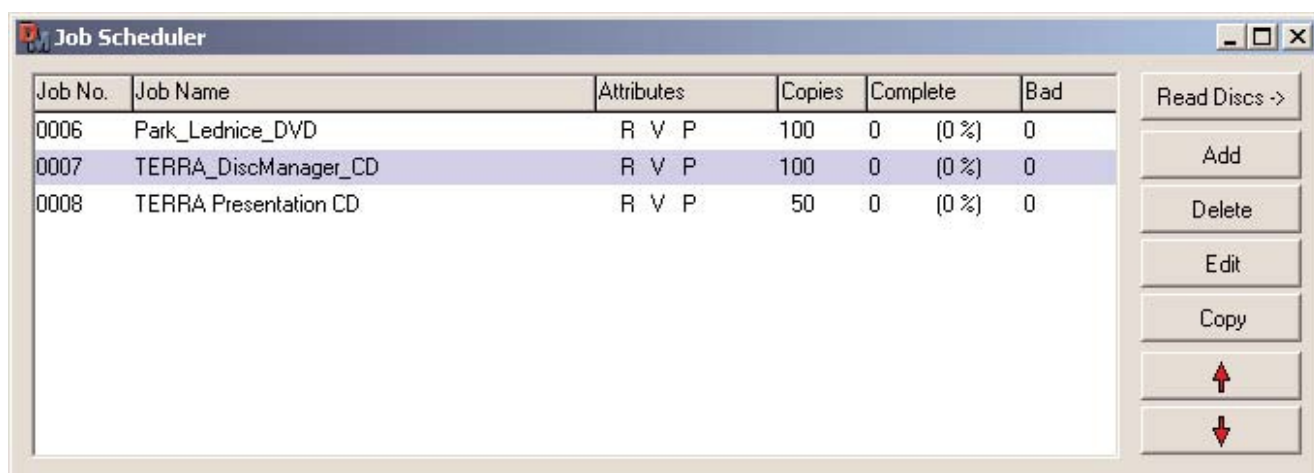 DM Job Scheduler
Job No. Job Name Attributes Copies Complete Bad
0006 Park_Lednice_DVD R V P 100 0 (0 %) 0
0007 TERRA_DiscManager_CD R V P 100 0 (0 %) 0
0008 TERRA Presentation CD R V P 50 0 (0 %) 0
Read Discs ->
Add
Delete
Edit
Copy